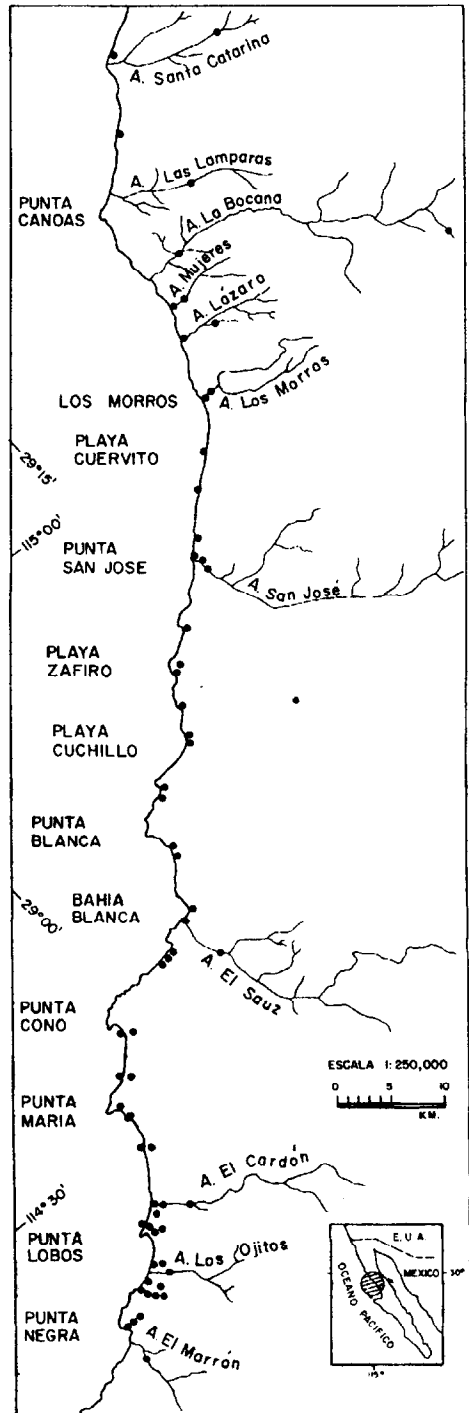 A. Santa Catarina
A. Las Lamparas
PUNTA
CANOAS
A. La Bocana
A. Mujeres
A. Lázaro
LOS MORROS
A. Los Morros
PLAYA
CUERVITO
29°15'
115°00'
PUNTA
SAN JOSE
A. San José
PLAYA
ZAFIRO
PLAYA
CUCHILLO
PUNTA
BLANCA
BAHIA
BLANCA
29°00'
A. El Sauz
PUNTA
CONO
ESCALA 1:250,000
0 5 10
KM.
PUNTA
MARIA
A. El Cardón
114°30'
PUNTA
LOBOS
A. Los Ojitos
E.U.A.
MEXICO
30°
OCEANO PACIFICO
115°
PUNTA
NEGRA
A. El Marrón